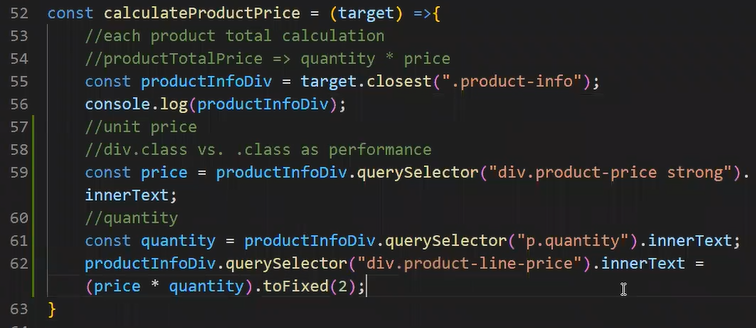 52 const calculateProductPrice = (target) =>{
53 //each product total calculation
54 //productTotalPrice => quantity * price
55 const productInfoDiv = target.closest(".product-info");
56 console.log(productInfoDiv);
57 //unit price
58 //div.class vs. .class as performance
59 const price = productInfoDiv.querySelector("div.product-price strong").
innerText;
60 //quantity
61 const quantity = productInfoDiv.querySelector("p.quantity").innerText;
62 productInfoDiv.querySelector("div.product-line-price").innerText =
(price * quantity).toFixed(2);
63 }